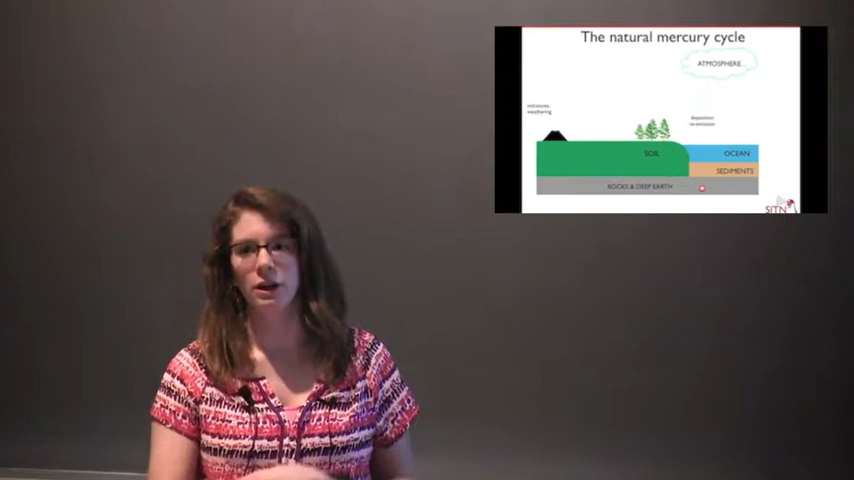 The natural mercury cycle
ATMOSPHERE
volcanoes,
weathering
deposition
re-emission
SOIL
OCEAN
SEDIMENTS
ROCKS & DEEP EARTH
SITN